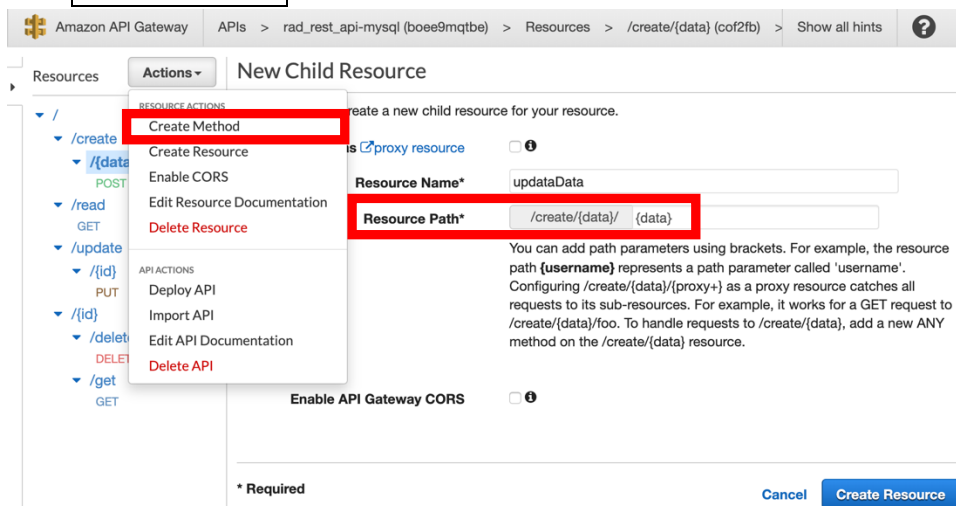 Amazon API Gateway APIs > rad_rest_api-mysql (boee9mqtbe) > Resources > /create/{data} (cof2fb) > Show all hints ?
Resources Actions New Child Resource
/
/create
/{data
POST
/read
GET
/update
/{id}
PUT
/{id}
/delet
DELET
/get
GET
RESOURCE ACTIONS
Create Method
Create Resource
Enable CORS
Edit Resource Documentation
Delete Resource
API ACTIONS
Deploy API
Import API
Edit API Documentation
Delete API
reate a new child resource for your resource.
s proxy resource
Resource Name* updataData
Resource Path* /create/{data}/ {data}
You can add path parameters using brackets. For example, the resource
path {username} represents a path parameter called 'username'.
Configuring /create/{data}/{proxy+} as a proxy resource catches all
requests to its sub-resources. For example, it works for a GET request to
/create/{data}/foo. To handle requests to /create/{data}, add a new ANY
method on the /create/{data} resource.
Enable API Gateway CORS
* Required
Cancel Create Resource